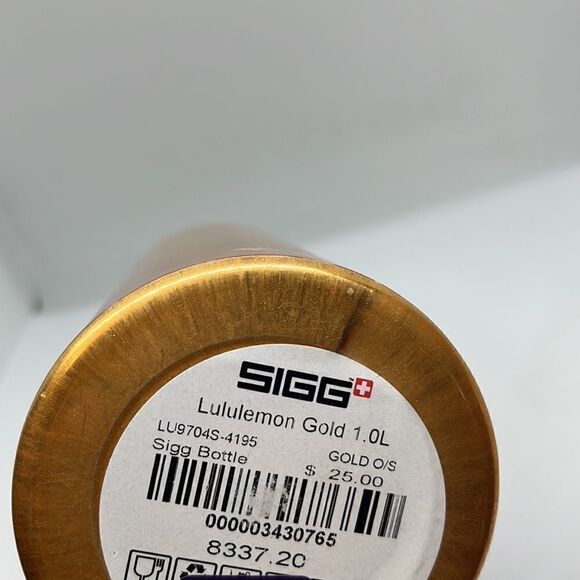 SIGG
Lululemon Gold 1.0L
LU9704S-4195 GOLD O/S
Sigg Bottle $ 25.00
000003430765
8337.20